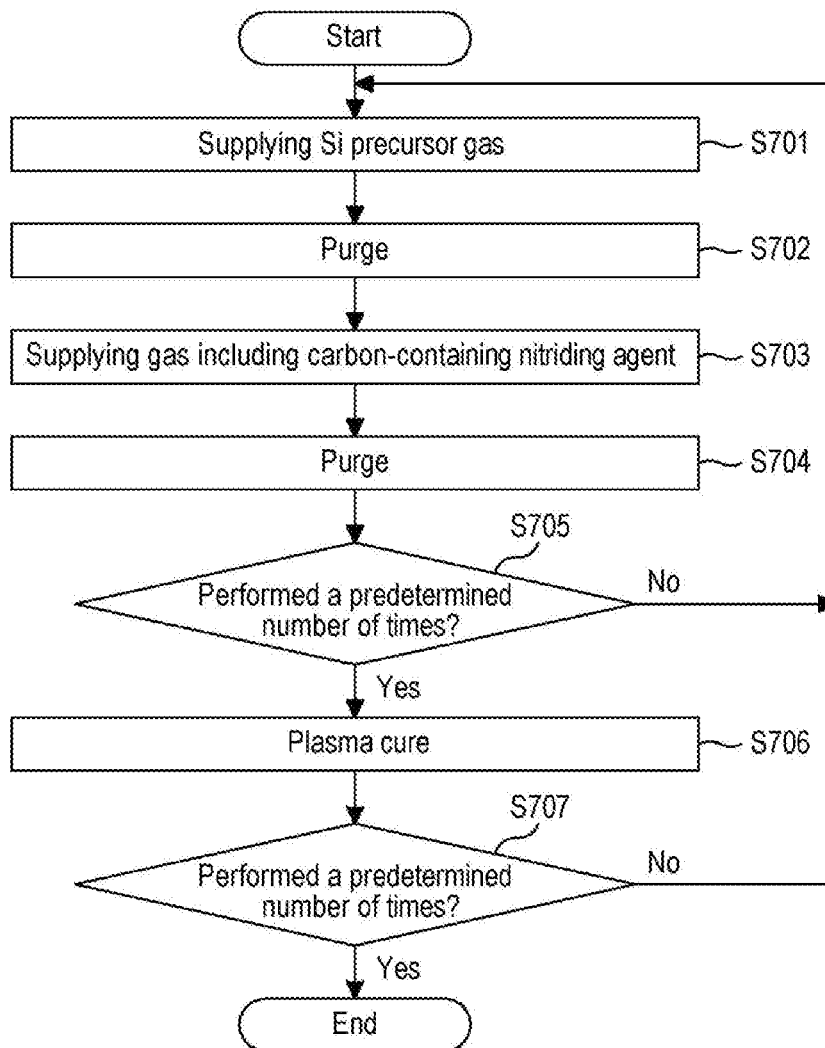 Start
Supplying Si precursor gas
S701
Purge
S702
Supplying gas including carbon-containing nitriding agent
S703
Purge
S704
S705
Performed a predetermined
number of times?
No
Yes
Plasma cure
S706
S707
Performed a predetermined
number of times?
No
Yes
End